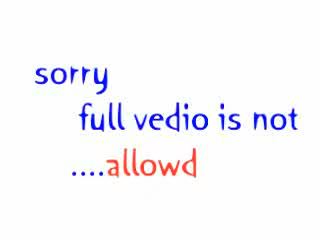 sorry
full vedio is not
....allowd